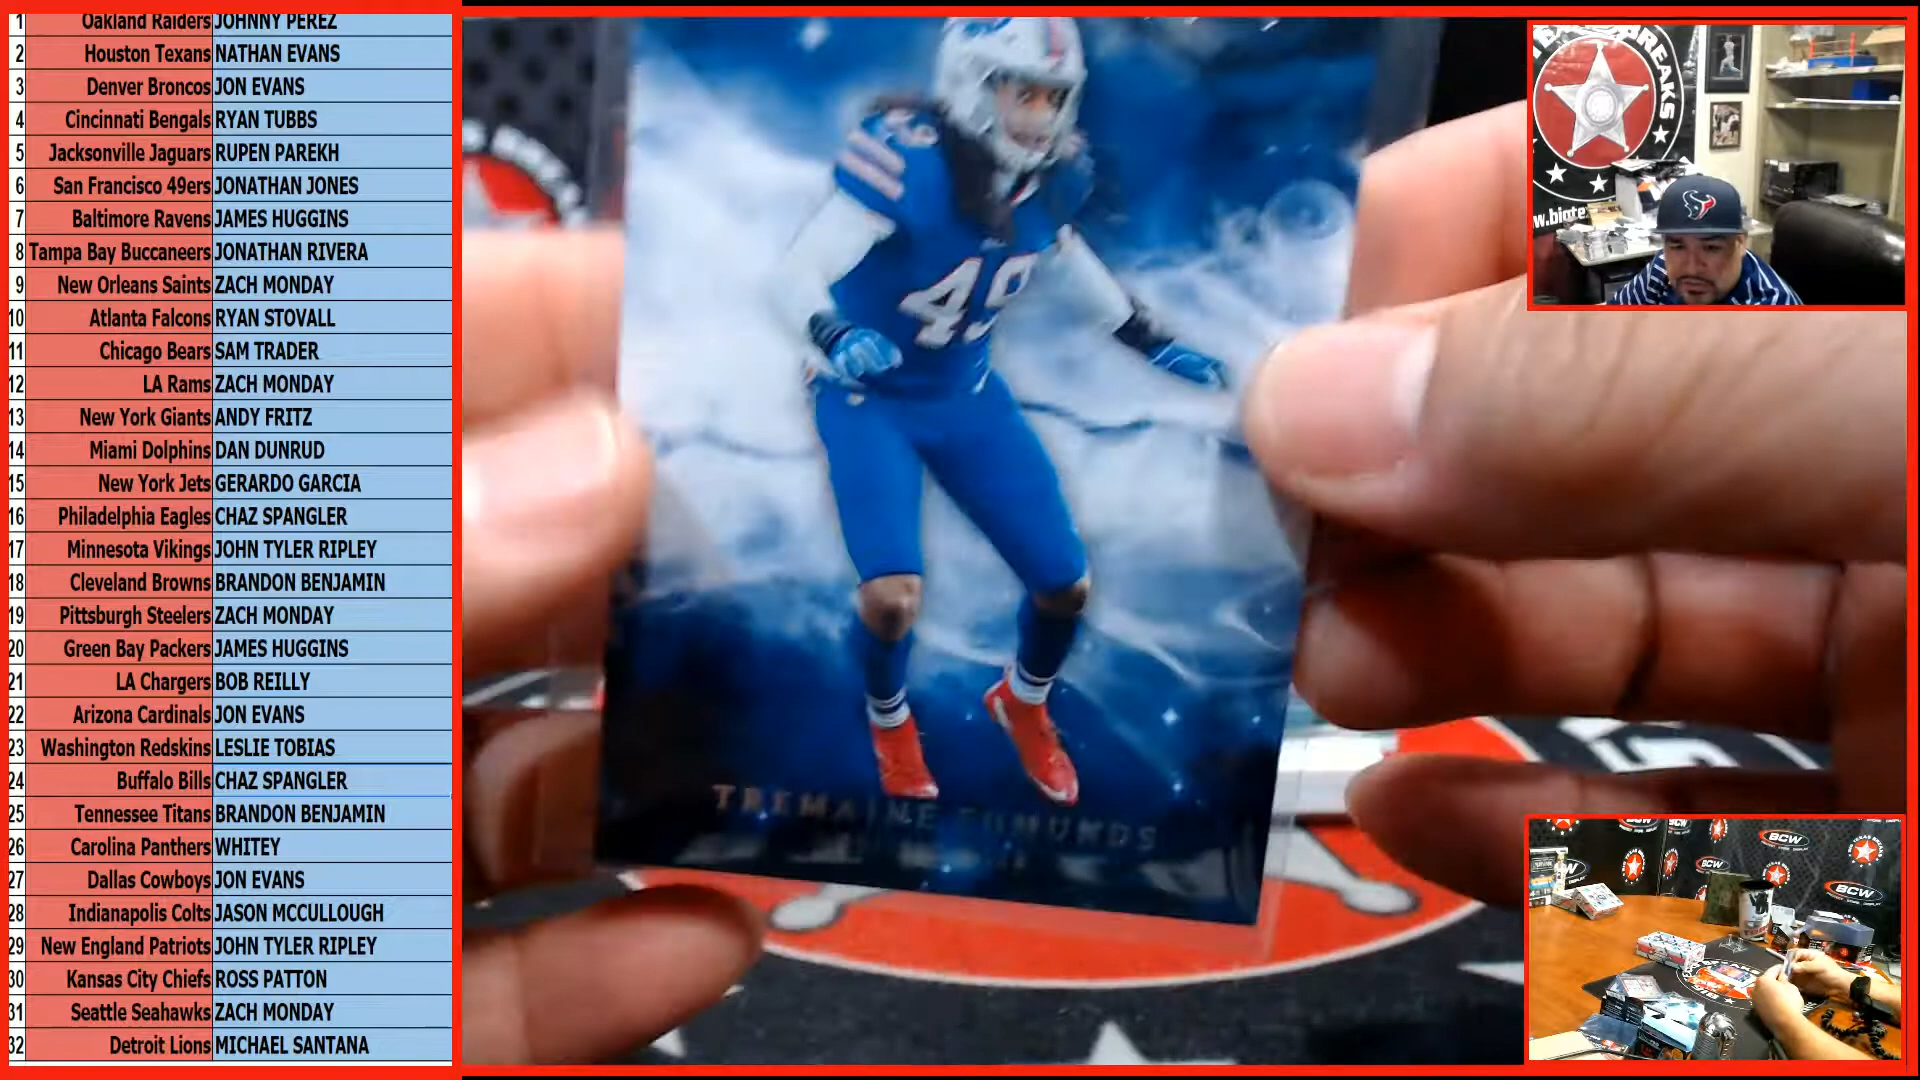 1 Oakland Raiders JOHNNY PEREZ
2 Houston Texans NATHAN EVANS
3 Denver Broncos JON EVANS
4 Cincinnati Bengals RYAN TUBBS
5 Jacksonville Jaguars RUPEN PAREKH
6 San Francisco 49ers JONATHAN JONES
7 Baltimore Ravens JAMES HUGGINS
8 Tampa Bay Buccaneers JONATHAN RIVERA
9 New Orleans Saints ZACH MONDAY
10 Atlanta Falcons RYAN STOVALL
11 Chicago Bears SAM TRADER
12 LA Rams ZACH MONDAY
13 New York Giants ANDY FRITZ
14 Miami Dolphins DAN DUNRUD
15 New York Jets GERARDO GARCIA
16 Philadelphia Eagles CHAZ SPANGLER
17 Minnesota Vikings JOHN TYLER RIPLEY
18 Cleveland Browns BRANDON BENJAMIN
19 Pittsburgh Steelers ZACH MONDAY
20 Green Bay Packers JAMES HUGGINS
21 LA Chargers BOB REILLY
22 Arizona Cardinals JON EVANS
23 Washington Redskins LESLIE TOBIAS
24 Buffalo Bills CHAZ SPANGLER
25 Tennessee Titans BRANDON BENJAMIN
26 Carolina Panthers WHITEY
27 Dallas Cowboys JON EVANS
28 Indianapolis Colts JASON MCCULLOUGH
29 New England Patriots JOHN TYLER RIPLEY
30 Kansas City Chiefs ROSS PATTON
31 Seattle Seahawks ZACH MONDAY
32 Detroit Lions MICHAEL SANTANA
49
TREMAINE EDMUNDS
BREAKS
BCW
BCW
BCW